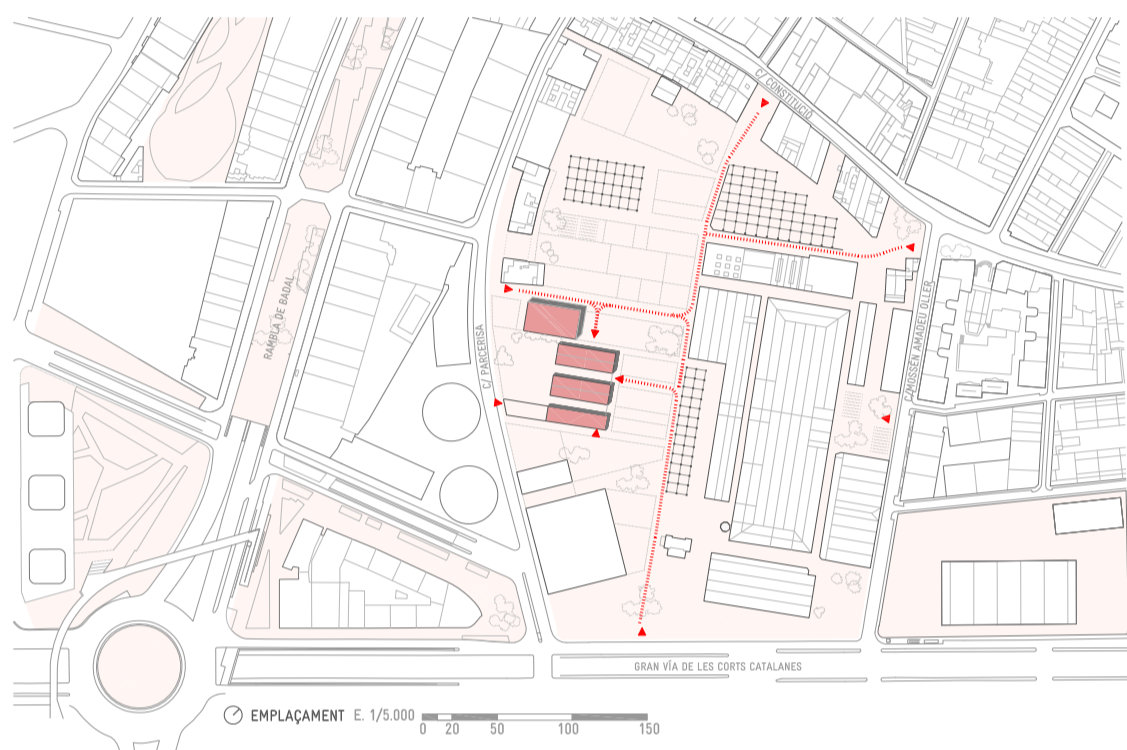 C/ CONSTITUCIÓ
RAMBLA DE BADAL
C/ PARCERISA
C/MOSSEN AMADEU OLLER
GRAN VÍA DE LES CORTS CATALANES
EMPLAÇAMENT E. 1/5.000
0 20 50 100 150